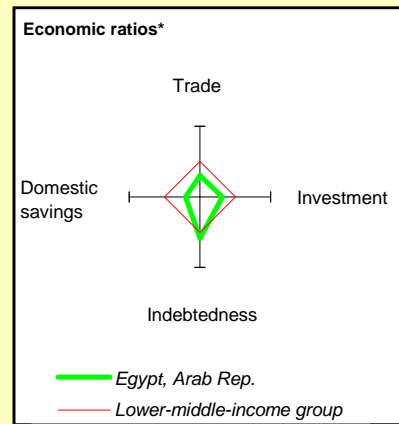 Economic ratios*
Trade
Domestic
savings
Investment
Indebtedness
Egypt, Arab Rep.
Lower-middle-income group